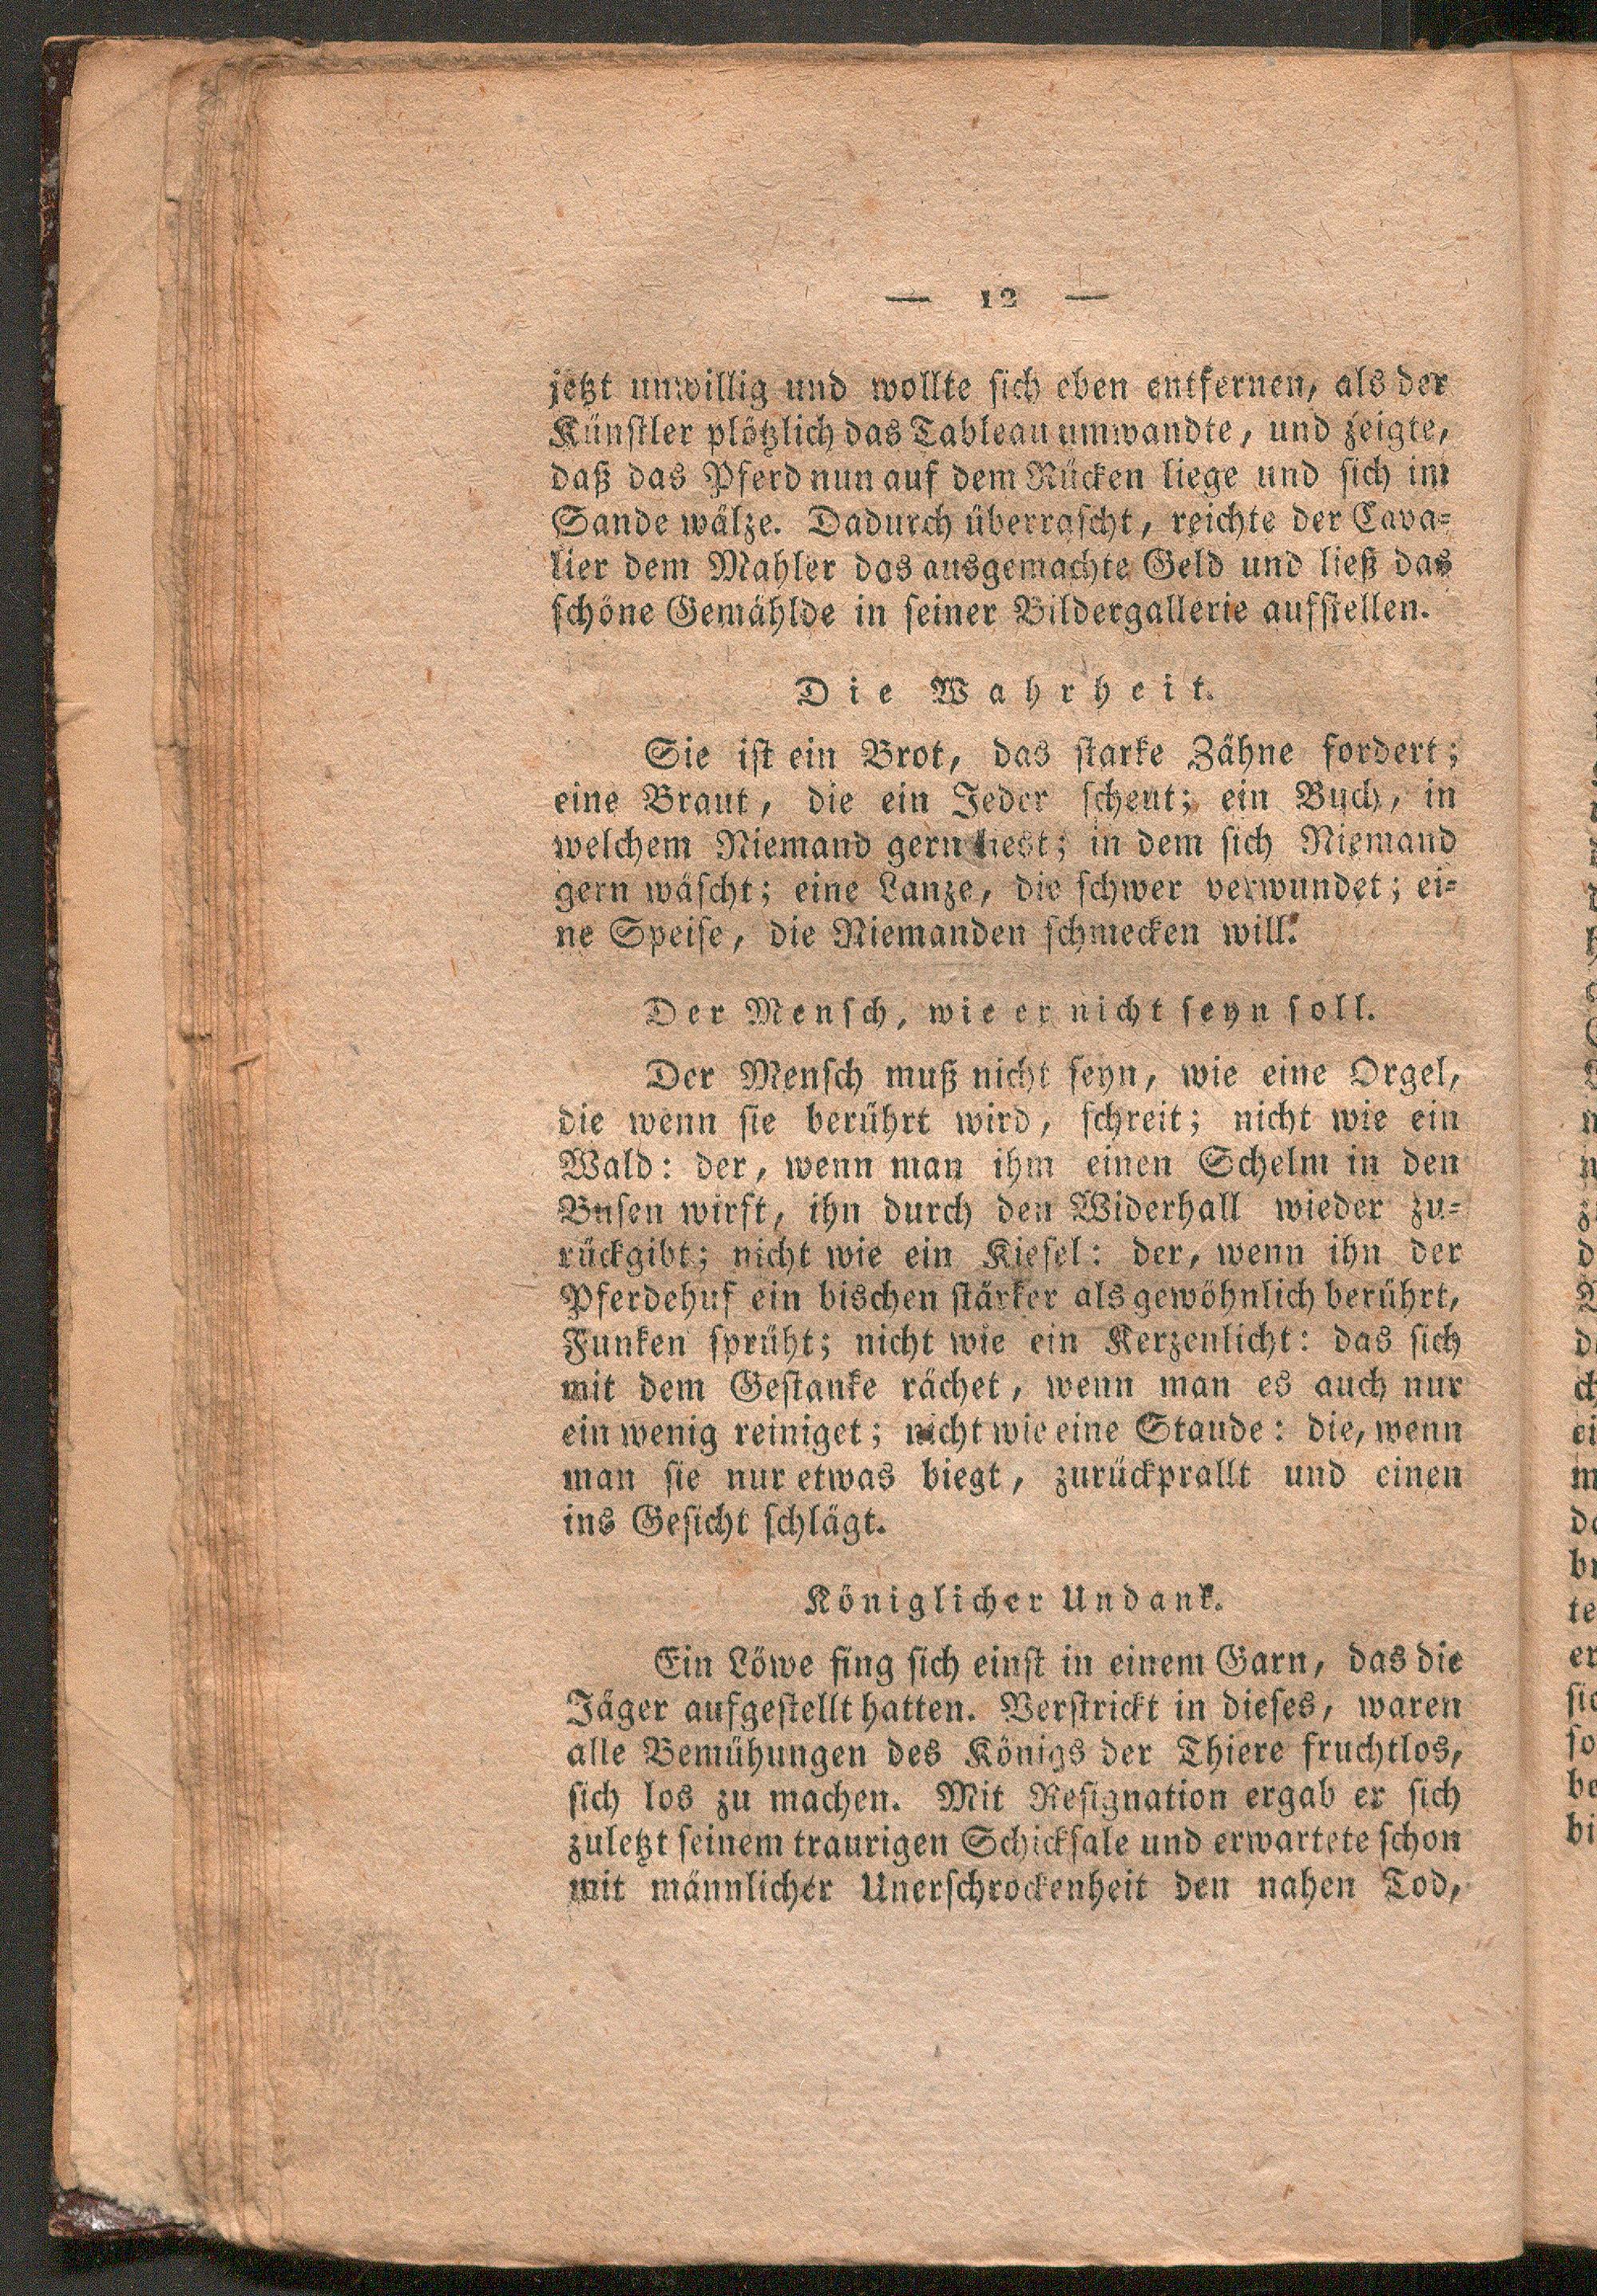 — 12 —
jetzt unwillig und wollte sich eben entfernen, als der
Künstler plötzlich das Tableau umwandte, und zeigte,
daß das Pferd nun auf dem Rücken liege und sich im
Sande wälze. Dadurch überrascht, reichte der Cava-
lier dem Mahler das ausgemachte Geld und ließ das
schöne Gemählde in seiner Bildergallerie aufstellen.
Die Wahrheit.
Sie ist ein Brot, das starke Zähne fordert;
eine Braut, die ein Jeder scheut; ein Buch, in
welchem Niemand gern liest; in dem sich Niemand
gern wäscht; eine Lanze, die schwer verwundet; ei-
ne Speise, die Niemanden schmecken will.
Der Mensch, wie er nicht seyn soll.
Der Mensch muß nicht seyn, wie eine Orgel,
die wenn sie berührt wird, schreit; nicht wie ein
Wald: der, wenn man ihm einen Schelm in den
Busen wirft, ihn durch den Widerhall wieder zu-
rückgibt; nicht wie ein Kiesel: der, wenn ihn der
Pferdehuf ein bischen stärker als gewöhnlich berührt,
Funken sprüht; nicht wie ein Kerzenlicht: das sich
mit dem Gestanke rächet, wenn man es auch nur
ein wenig reiniget; nicht wie eine Staude: die, wenn
man sie nur etwas biegt, zurückprallt und einen
ins Gesicht schlägt.
Königlicher Undank.
Ein Löwe fing sich einst in einem Garn, das die
Jäger aufgestellt hatten. Verstrickt in dieses, waren
alle Bemühungen des Königs der Thiere fruchtlos,
sich los zu machen. Mit Resignation ergab er sich
zuletzt seinem traurigen Schicksale und erwartete schon
mit männlicher Unerschrockenheit den nahen Tod,